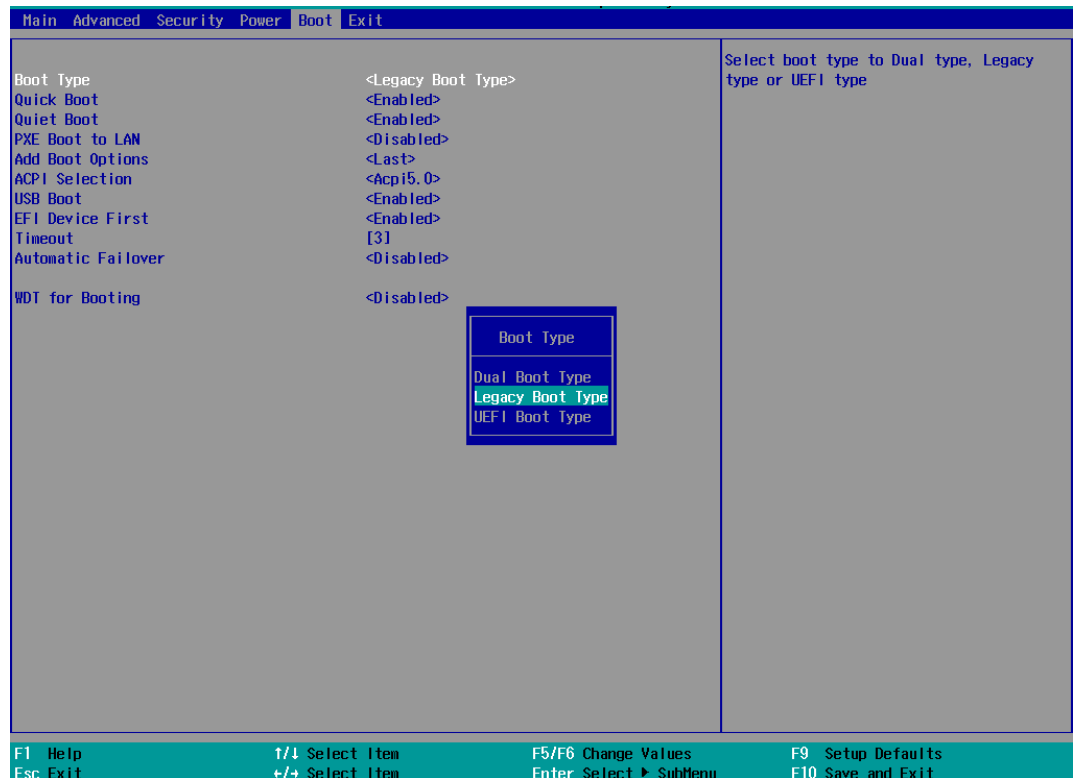 Main Advanced Security Power Boot Exit
Boot Type <Legacy Boot Type>
Quick Boot <Enabled>
Quiet Boot <Enabled>
PXE Boot to LAN <Disabled>
Add Boot Options <Last>
ACPI Selection <Acpi5.0>
USB Boot <Enabled>
EFI Device First <Enabled>
Timeout [3]
Automatic Failover <Disabled>
WDT for Booting <Disabled>
Boot Type
Dual Boot Type
Legacy Boot Type
UEFI Boot Type
Select boot type to Dual type, Legacy
type or UEFI type
F1 Help ↑/↓ Select Item F5/F6 Change Values F9 Setup Defaults
Esc Exit ←/→ Select Item Enter Select ▶ SubMenu F10 Save and Exit